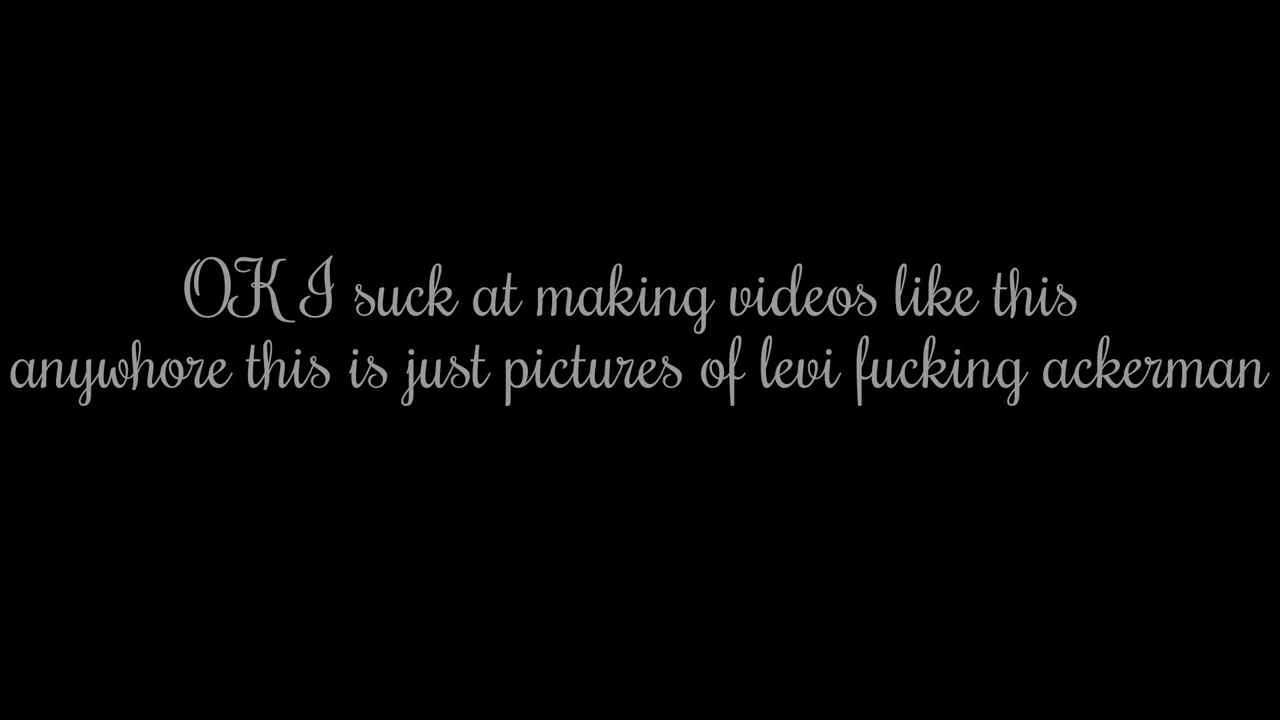 OK I suck at making videos like this
anywhore this is just pictures of levi fucking ackerman